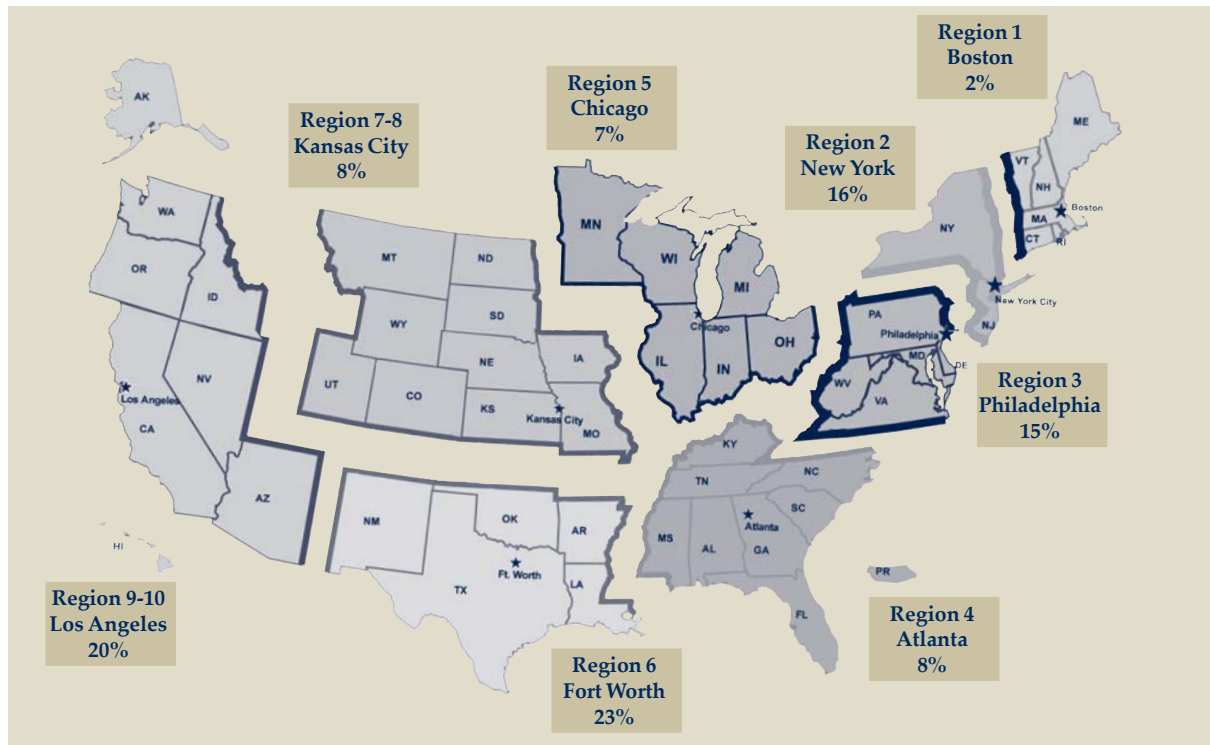 Region 1
Boston
2%
Region 5
Chicago
7%
Region 7-8
Kansas City
8%
Region 2
New York
16%
Region 3
Philadelphia
15%
Region 9-10
Los Angeles
20%
Region 6
Fort Worth
23%
Region 4
Atlanta
8%
AK
WA
OR
ID
NV
Los Angeles
CA
AZ
HI
MT
ND
WY
SD
NE
IA
UT
CO
KS
Kansas City
MO
MN
WI
MI
Chicago
IL
IN
OH
ME
VT
NH
Boston
MA
CT
RI
NY
New York City
NJ
PA
Philadelphia
MD
DE
WV
VA
KY
TN
NC
SC
Atlanta
MS
AL
GA
FL
PR
NM
OK
AR
Ft. Worth
TX
LA